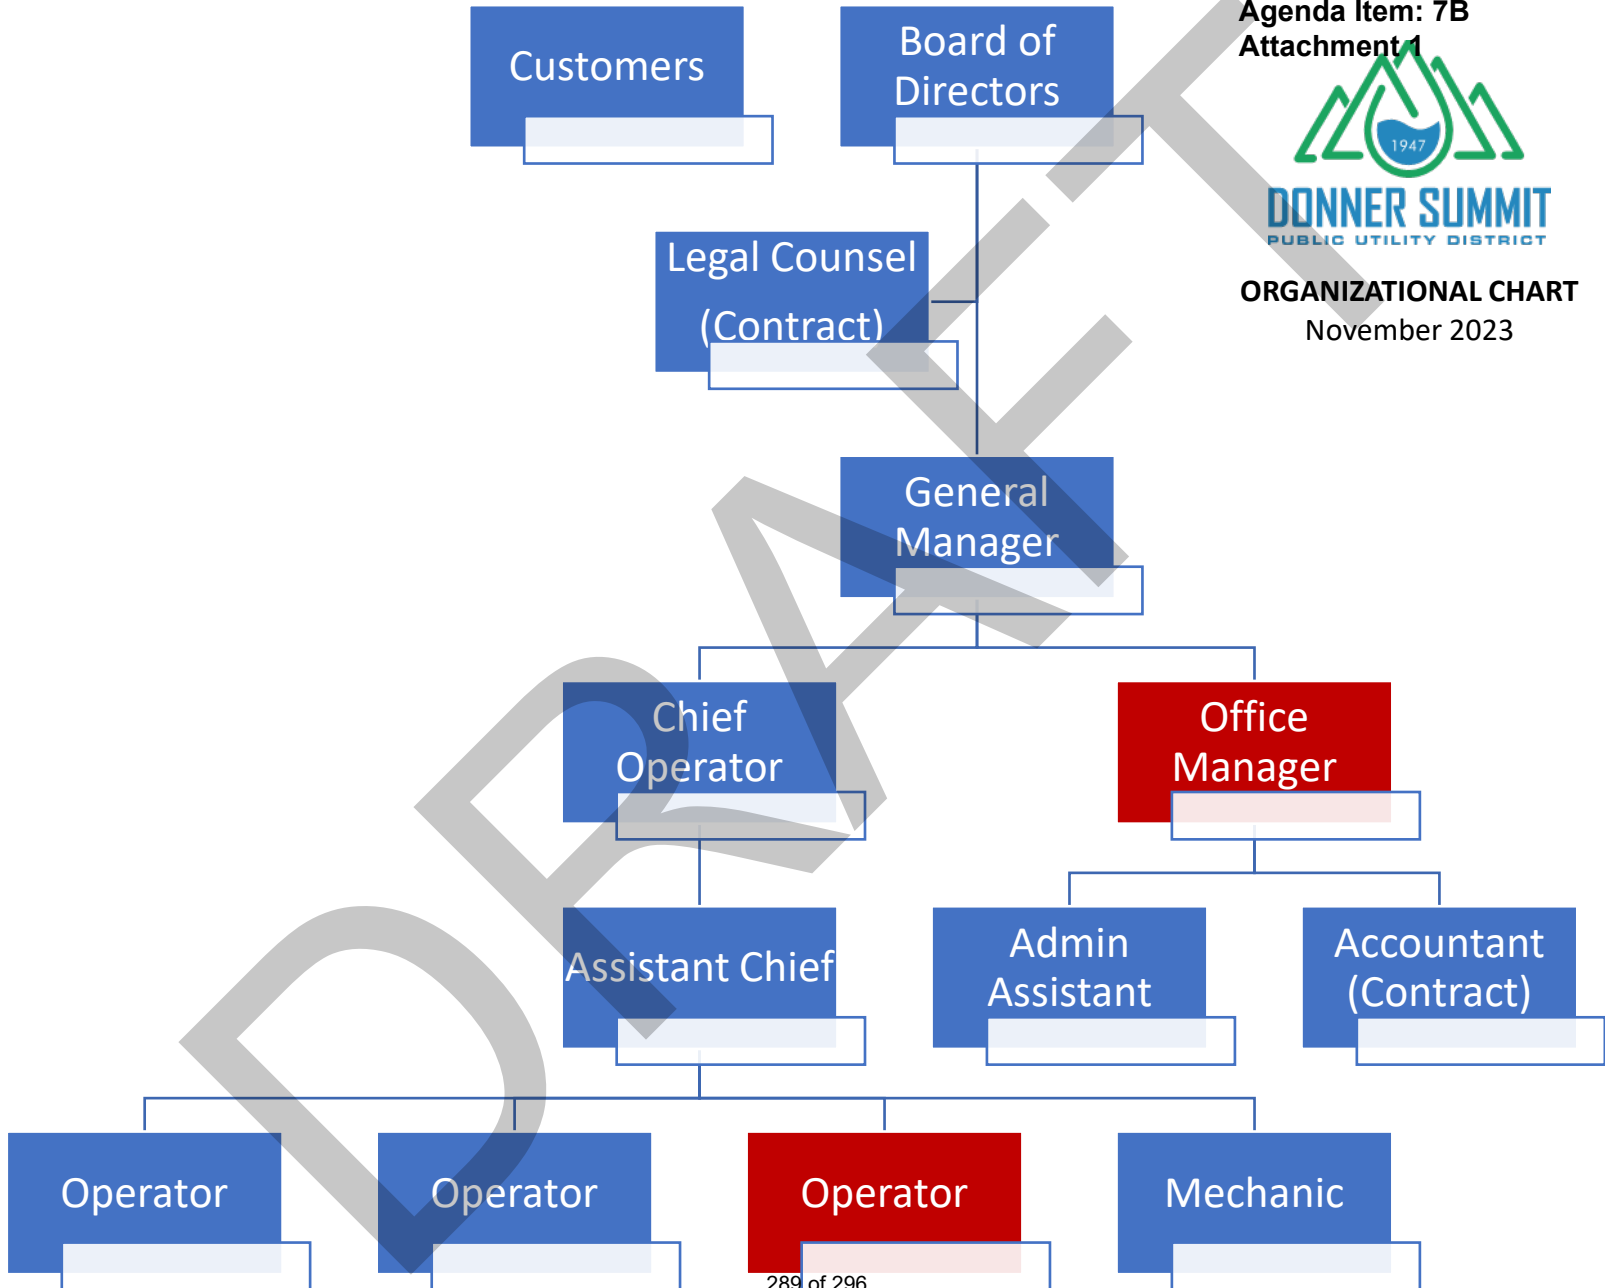 Agenda Item: 7B
Attachment 1
Customers
Board of
Directors
1947
DONNER SUMMIT
PUBLIC UTILITY DISTRICT
ORGANIZATIONAL CHART
November 2023
Legal Counsel
(Contract)
General
Manager
Chief
Operator
Office
Manager
Assistant Chief
Admin
Assistant
Accountant
(Contract)
Operator
Operator
Operator
Mechanic
289 of 296
DRAFT